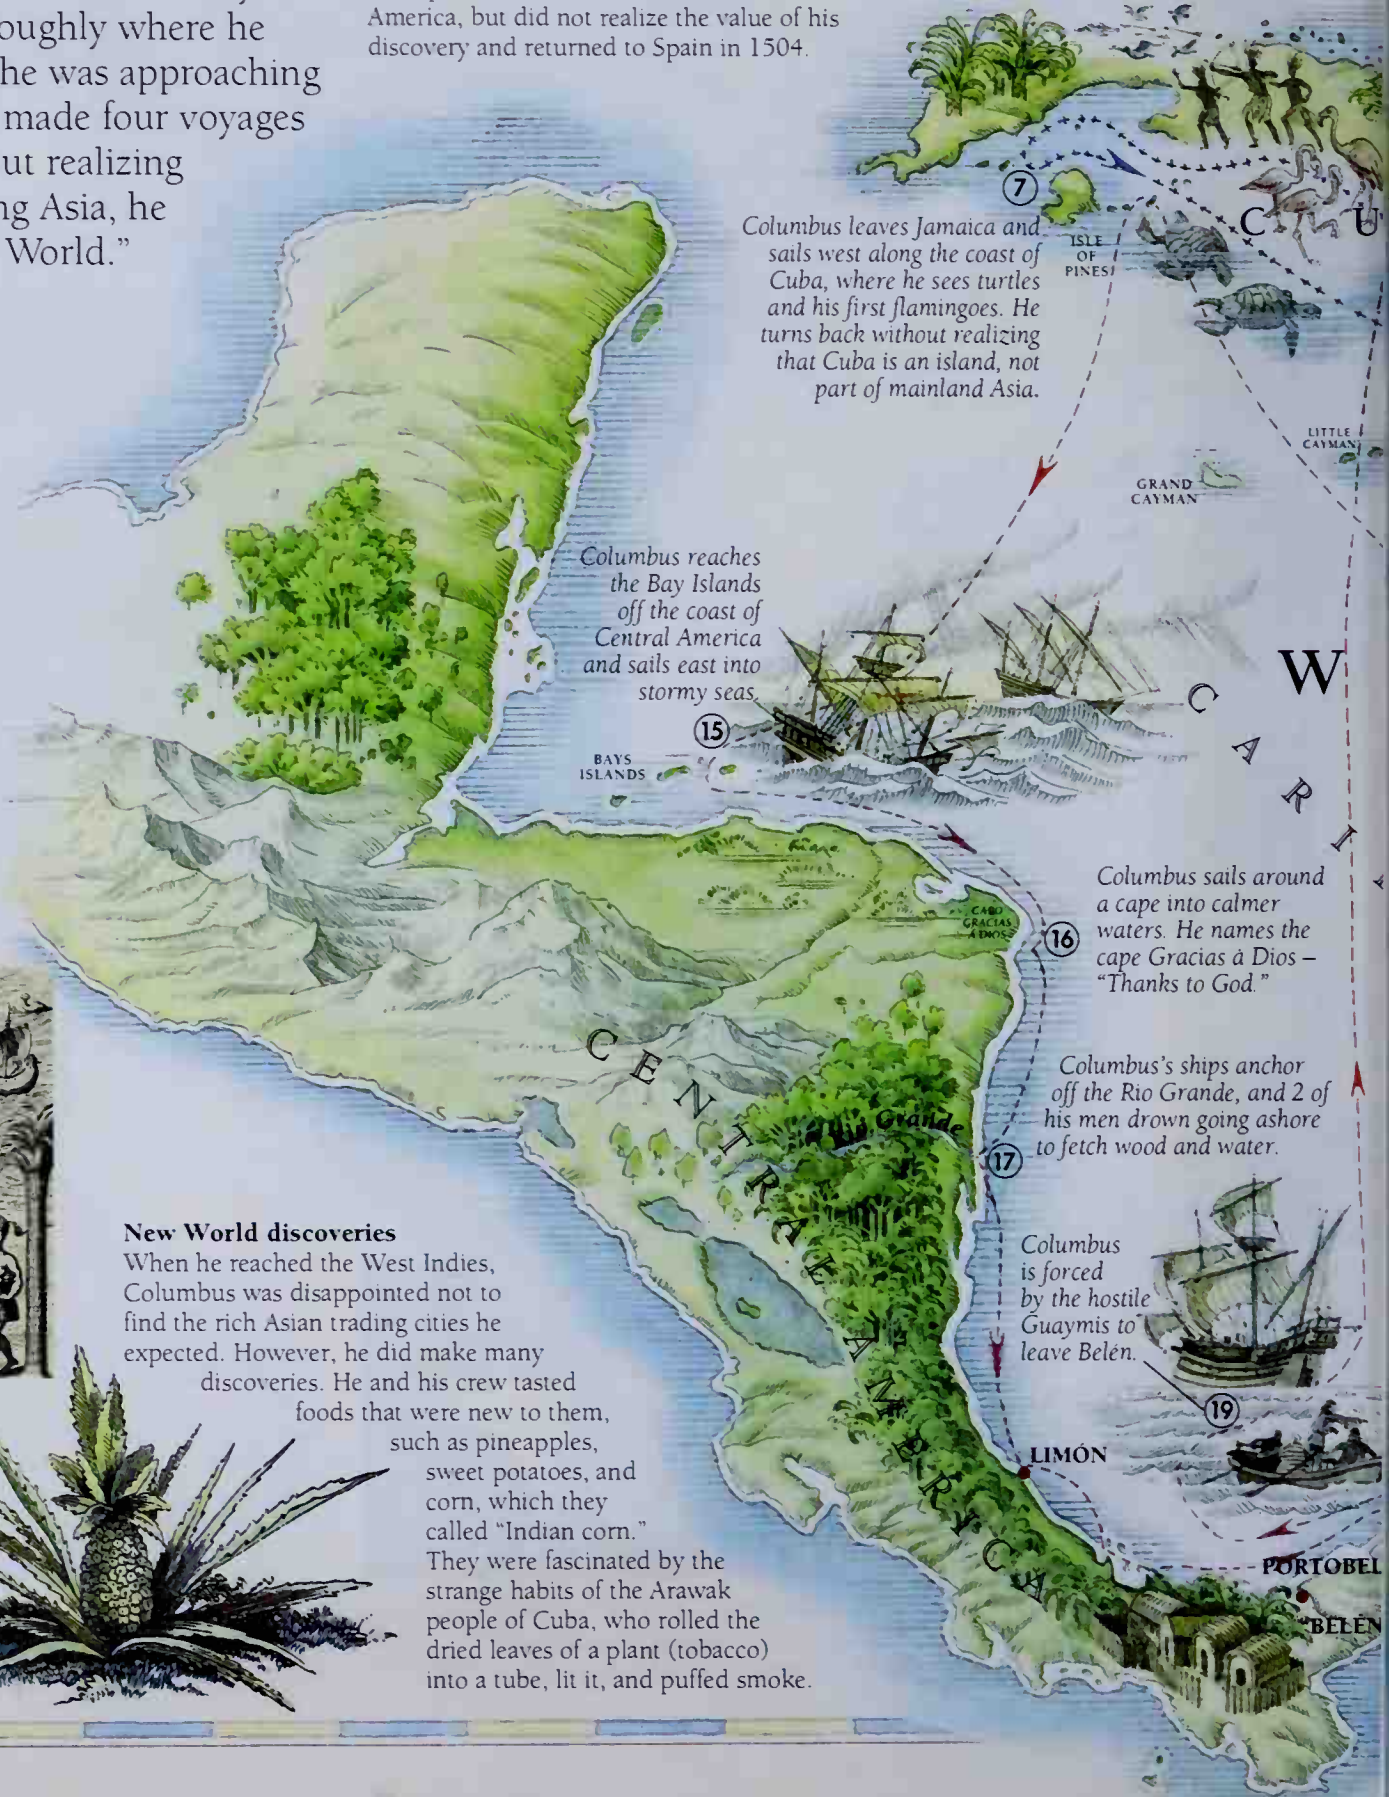 oughly where he
he was approaching
made four voyages
ut realizing
ng Asia, he
World.”
America, but did not realize the value of his
discovery and returned to Spain in 1504.
7
Columbus leaves Jamaica and
sails west along the coast of
Cuba, where he sees turtles
and his first flamingoes. He
turns back without realizing
that Cuba is an island, not
part of mainland Asia.
ISLE
OF
PINES
C U
LITTLE
CAYMAN
GRAND
CAYMAN
Columbus reaches
the Bay Islands
off the coast of
Central America
and sails east into
stormy seas.
15
BAYS
ISLANDS
W
C A R I
Columbus sails around
a cape into calmer
waters. He names the
cape Gracias à Dios –
“Thanks to God.”
16
CABO
GRACIAS
À DIOS
CENTRAL AMERICA
Rio Grande
Columbus's ships anchor
off the Rio Grande, and 2 of
his men drown going ashore
to fetch wood and water.
17
Columbus
is forced
by the hostile
Guaymis to
leave Belén.
19
LIMÓN
PORTOBEL
BELÉN
New World discoveries
When he reached the West Indies,
Columbus was disappointed not to
find the rich Asian trading cities he
expected. However, he did make many
discoveries. He and his crew tasted
foods that were new to them,
such as pineapples,
sweet potatoes, and
corn, which they
called “Indian corn.”
They were fascinated by the
strange habits of the Arawak
people of Cuba, who rolled the
dried leaves of a plant (tobacco)
into a tube, lit it, and puffed smoke.